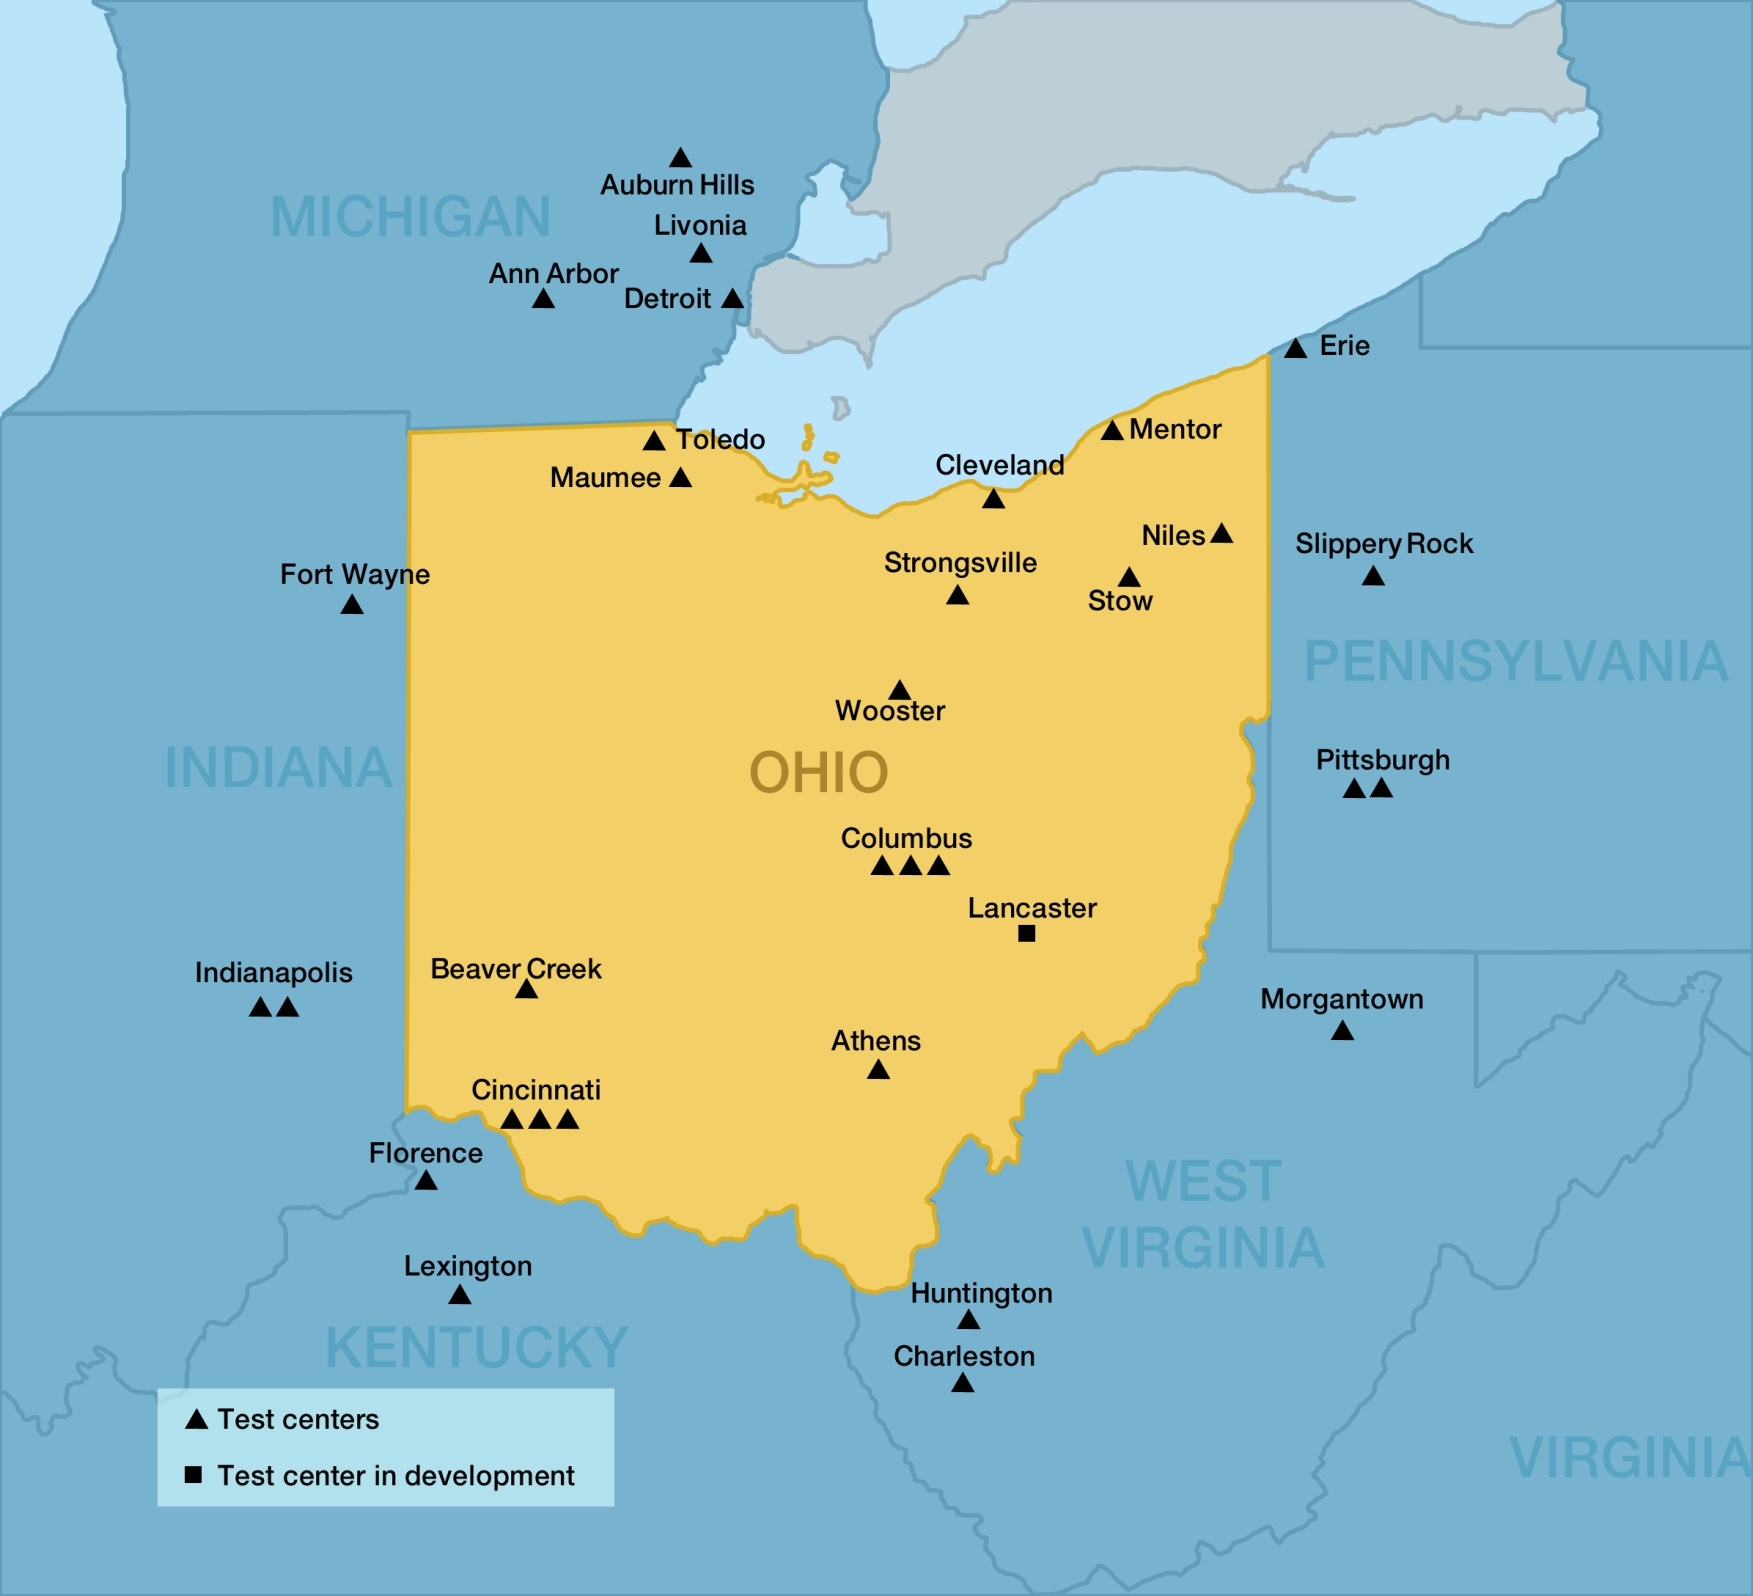 Auburn Hills
MICHIGAN
Livonia
Ann Arbor
Detroit
Erie
Mentor
Toledo
Cleveland
Maumee
Niles
Slippery Rock
Strongsville
Fort Wayne
Stow
PENNSYLVANIA
Wooster
Pittsburgh
INDIANA
OHIO
Columbus
Lancaster
Beaver Creek
Indianapolis
Morgantown
Athens
Cincinnati
Florence
WEST
VIRGINIA
Lexington
Huntington
KENTUCKY
Charleston
Test centers
VIRGINIA
Test center in development